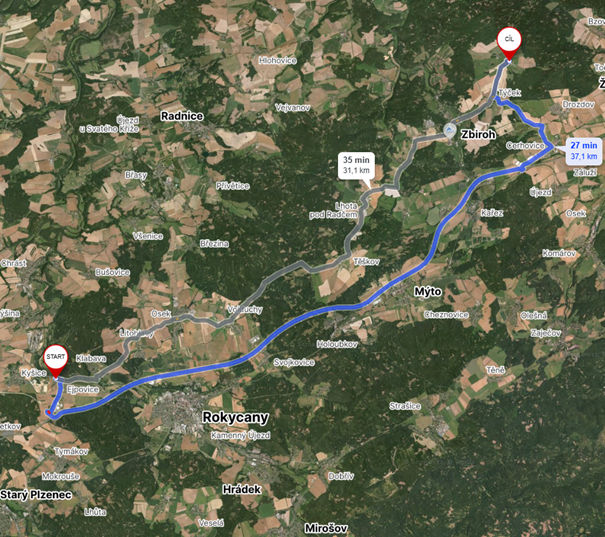 Bzov
CÍL
Hlohovice
Týček
Drozdov
Vejvanov
Radnice
Újezd
u Svatého Kříže
Zbiroh
Cerhovice
27 min
37,1 km
35 min
31,1 km
Břasy
Přívětice
Záluží
Újezd
Lhota
pod Radčem
Kařez
Osek
Všenice
Březina
Komárov
Chrást
Těškov
Bušovice
Mýto
Osek
Cheznovice
Olešná
Zaječov
Holoubkov
START
Klabava
Svojkovice
Kyšice
Těně
Ejpovice
Strašice
Rokycany
Kamenný Újezd
Tymákov
Mokrouše
Dobřív
Starý Plzenec
Hrádek
Lhůta
Veselá
Mirošov